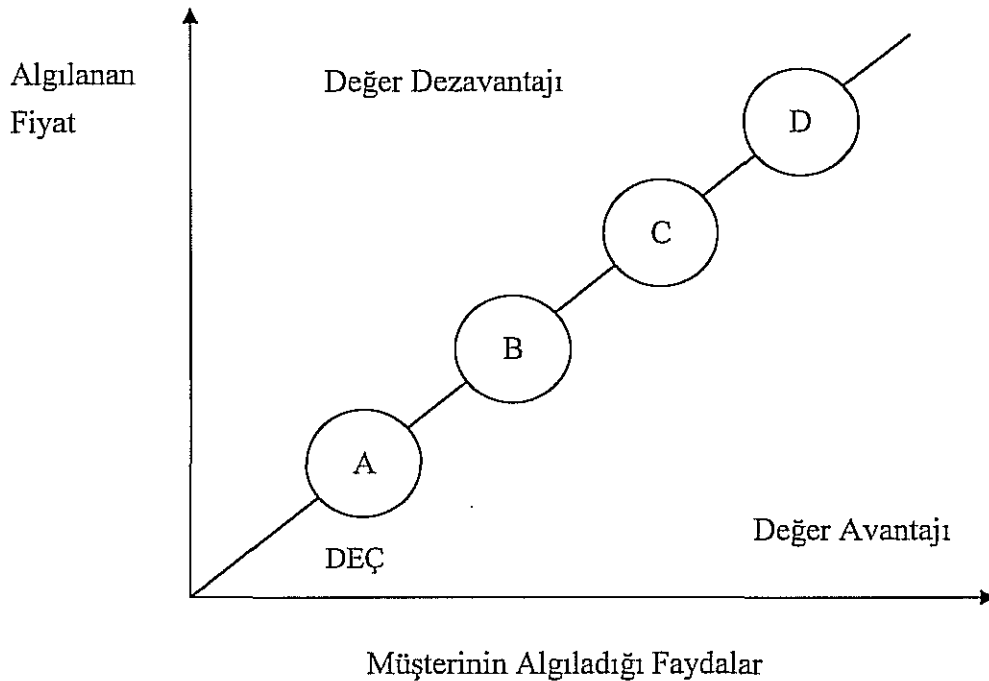 Algılanan
Fiyat
Değer Dezavantajı
D
C
B
A
DEÇ
Değer Avantajı
Müşterinin Algıladığı Faydalar